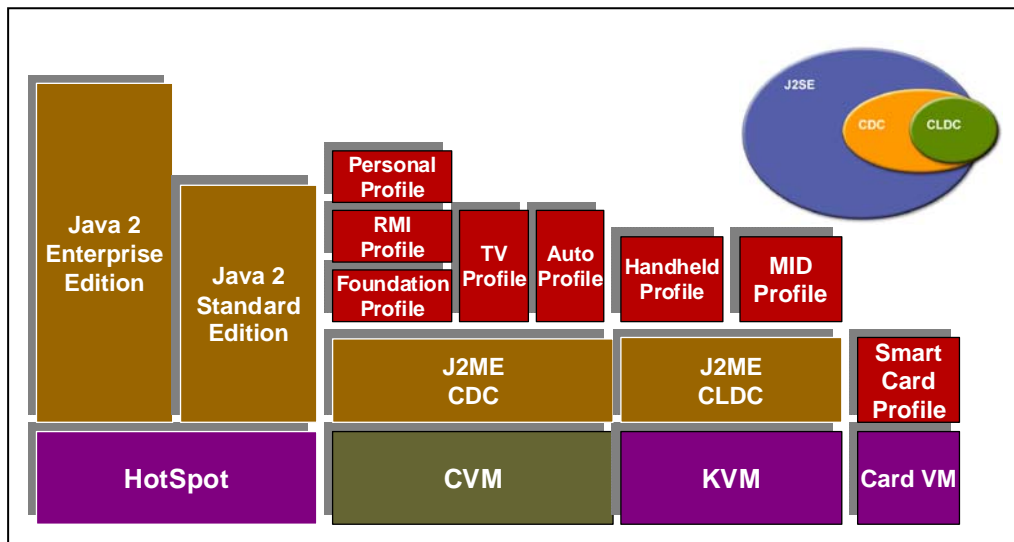 J2SE
CDC
CLDC
Java 2
Enterprise
Edition
Java 2
Standard
Edition
Personal
Profile
RMI
Profile
Foundation
Profile
TV
Profile
Auto
Profile
Handheld
Profile
MID
Profile
J2ME
CDC
J2ME
CLDC
Smart
Card
Profile
HotSpot
CVM
KVM
Card VM